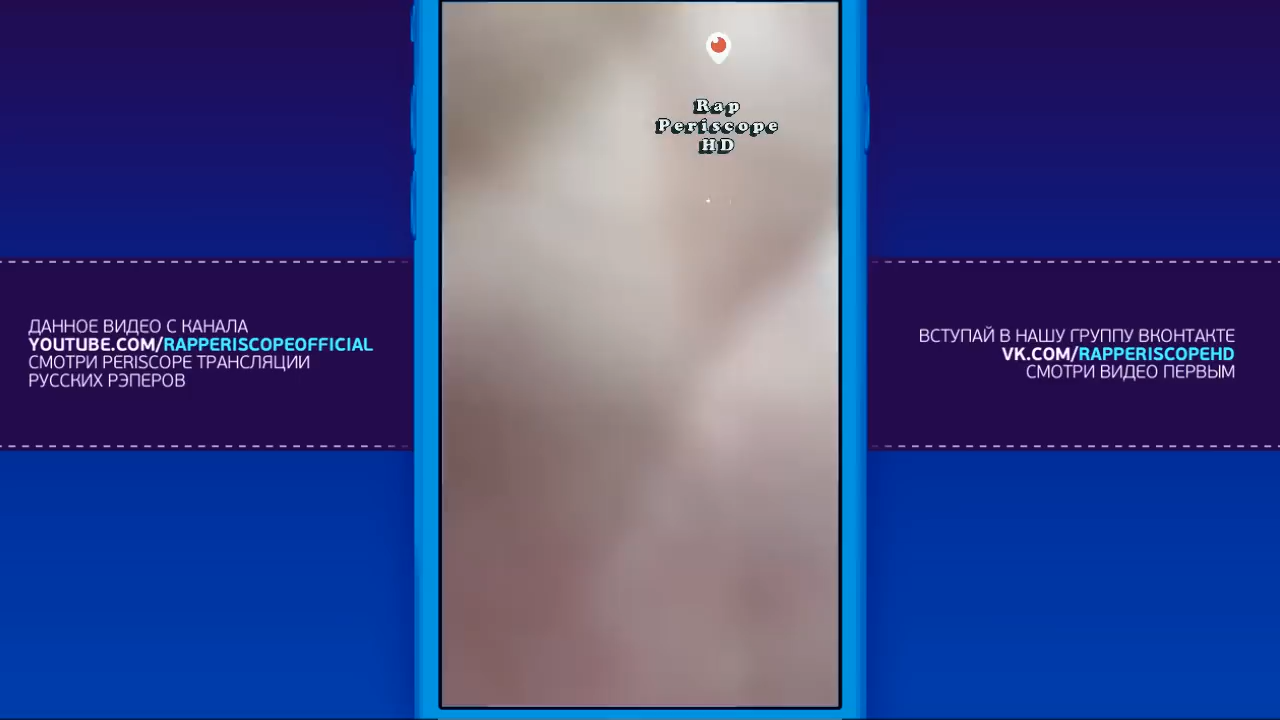 ДАННОЕ ВИДЕО С КАНАЛА
YOUTUBE.COM/RAPPERISCOPEOFFICIAL
СМОТРИ PERISCOPE ТРАНСЛЯЦИИ
РУССКИХ РЭПЕРОВ
Rap
Periscope
HD
ВСТУПАЙ В НАШУ ГРУППУ ВКОНТАКТЕ
VK.COM/RAPPERISCOPEHD
СМОТРИ ВИДЕО ПЕРВЫМ